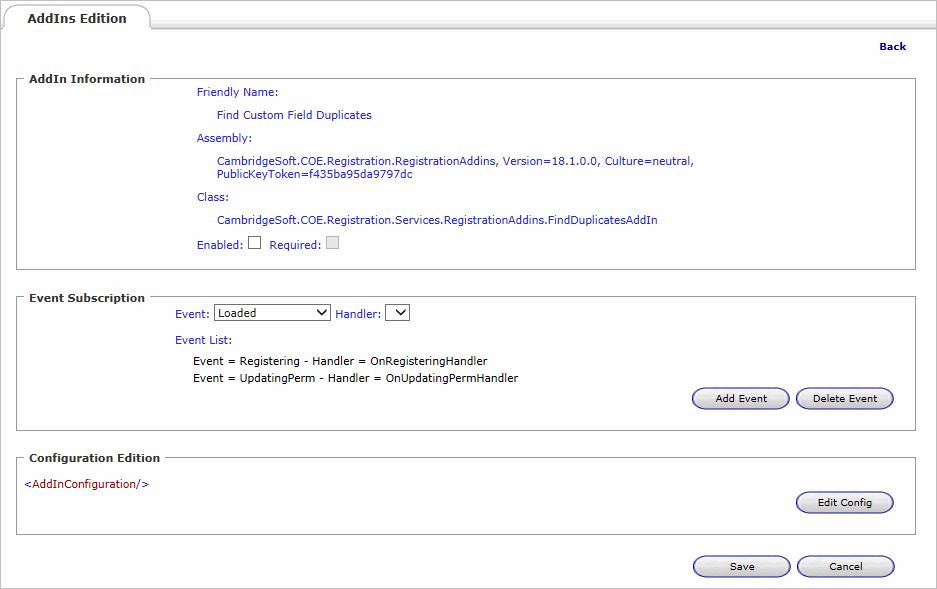 AddIns Edition
Back
AddIn Information
Friendly Name:
Find Custom Field Duplicates
Assembly:
CambridgeSoft.COE.Registration.RegistrationAddins, Version=18.1.0.0, Culture=neutral,
PublicKeyToken=f435ba95da9797dc
Class:
CambridgeSoft.COE.Registration.Services.RegistrationAddins.FindDuplicatesAddIn
Enabled: Required:
Event Subscription
Event: Loaded Handler:
Event List:
Event = Registering - Handler = OnRegisteringHandler
Event = UpdatingPerm - Handler = OnUpdatingPermHandler
Add Event Delete Event
Configuration Edition
<AddInConfiguration/>
Edit Config
Save Cancel